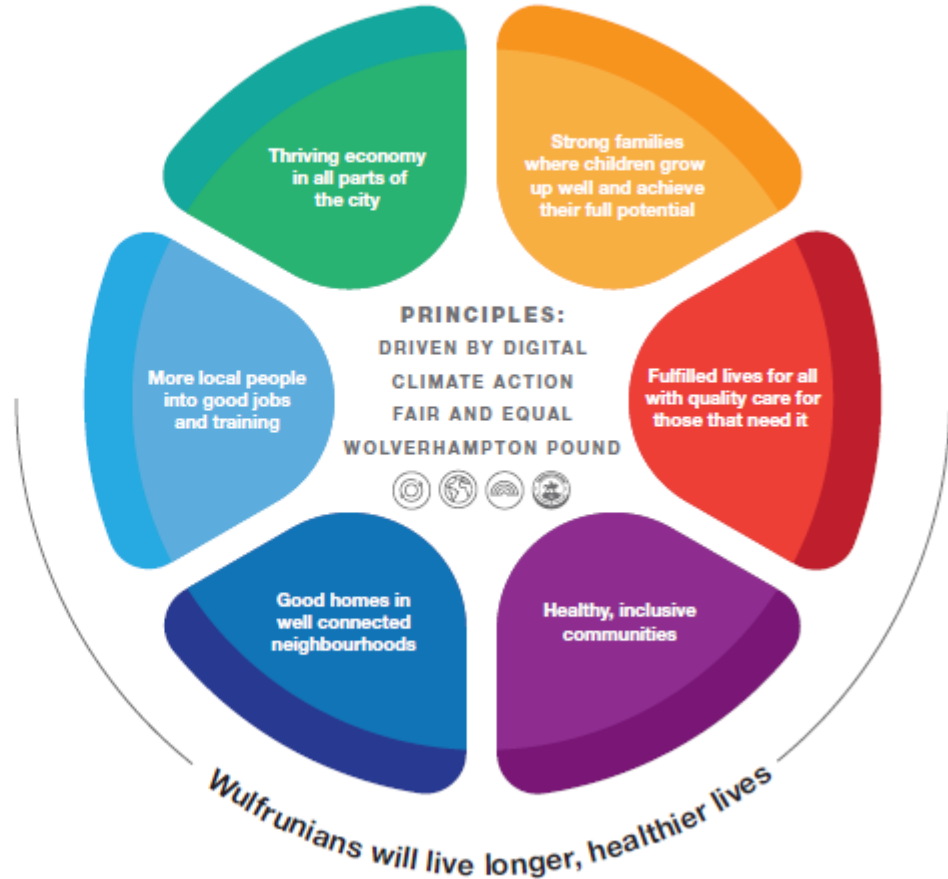 Thriving economy
in all parts of
the city
Strong families
where children grow
up well and achieve
their full potential
More local people
into good jobs
and training
PRINCIPLES:
DRIVEN BY DIGITAL
CLIMATE ACTION
FAIR AND EQUAL
WOLVERHAMPTON POUND
Fulfilled lives for all
with quality care for
those that need it
Good homes in
well connected
neighbourhoods
Healthy, inclusive
communities
Wulfrunians will live longer, healthier lives